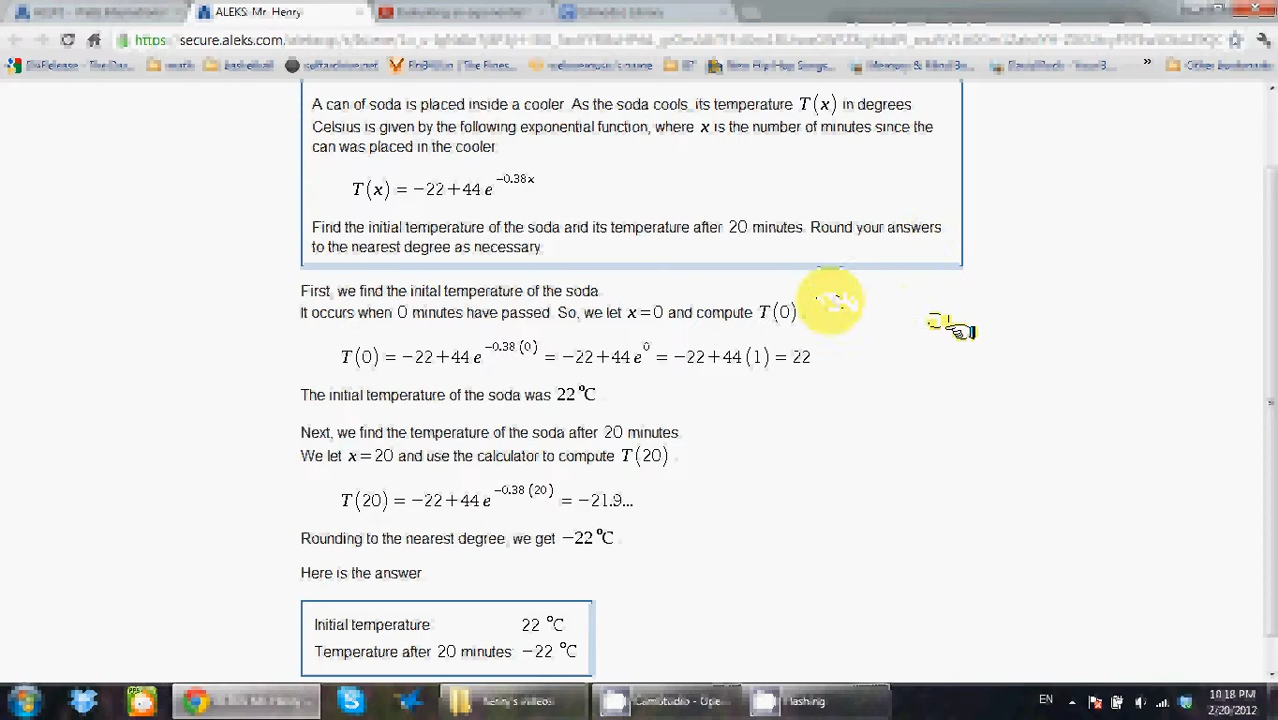 ALEKS: Mr. Henry
https://secure.aleks.com
Other bookmarks
A can of soda is placed inside a cooler. As the soda cools, its temperature T(x) in degrees
Celsius is given by the following exponential function, where x is the number of minutes since the
can was placed in the cooler
T(x) = −22+44 e^−0.38x
Find the initial temperature of the soda and its temperature after 20 minutes. Round your answers
to the nearest degree as necessary
First, we find the inital temperature of the soda.
It occurs when 0 minutes have passed. So, we let x=0 and compute T(0).
T(0) = −22+44 e^−0.38 (0) = −22+44 e^0 = −22+44 (1) = 22
The initial temperature of the soda was 22 °C
Next, we find the temperature of the soda after 20 minutes.
We let x=20 and use the calculator to compute T(20).
T(20) = −22+44 e^−0.38 (20) = −21.9...
Rounding to the nearest degree, we get −22 °C.
Here is the answer
Initial temperature 22 °C
Temperature after 20 minutes −22 °C
henry's videos
CamStudio - Ope...
flashing
EN
10:18 PM
2/20/2012